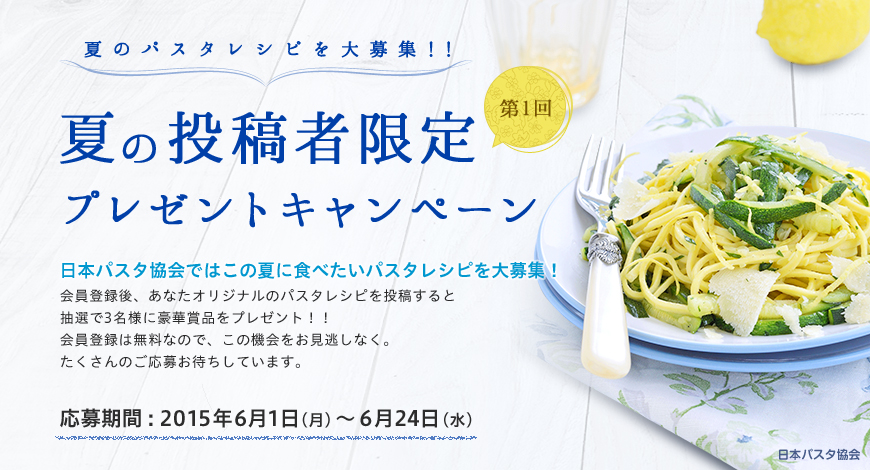 夏のパスタレシピを大募集!!
第1回
夏の投稿者限定
プレゼントキャンペーン
日本パスタ協会ではこの夏に食べたいパスタレシピを大募集！
会員登録後、あなたオリジナルのパスタレシピを投稿すると
抽選で3名様に豪華賞品をプレゼント！！
会員登録は無料なので、この機会をお見逃しなく。
たくさんのご応募お待ちしています。
応募期間：2015年6月1日（月）～6月24日（水）
日本パスタ協会